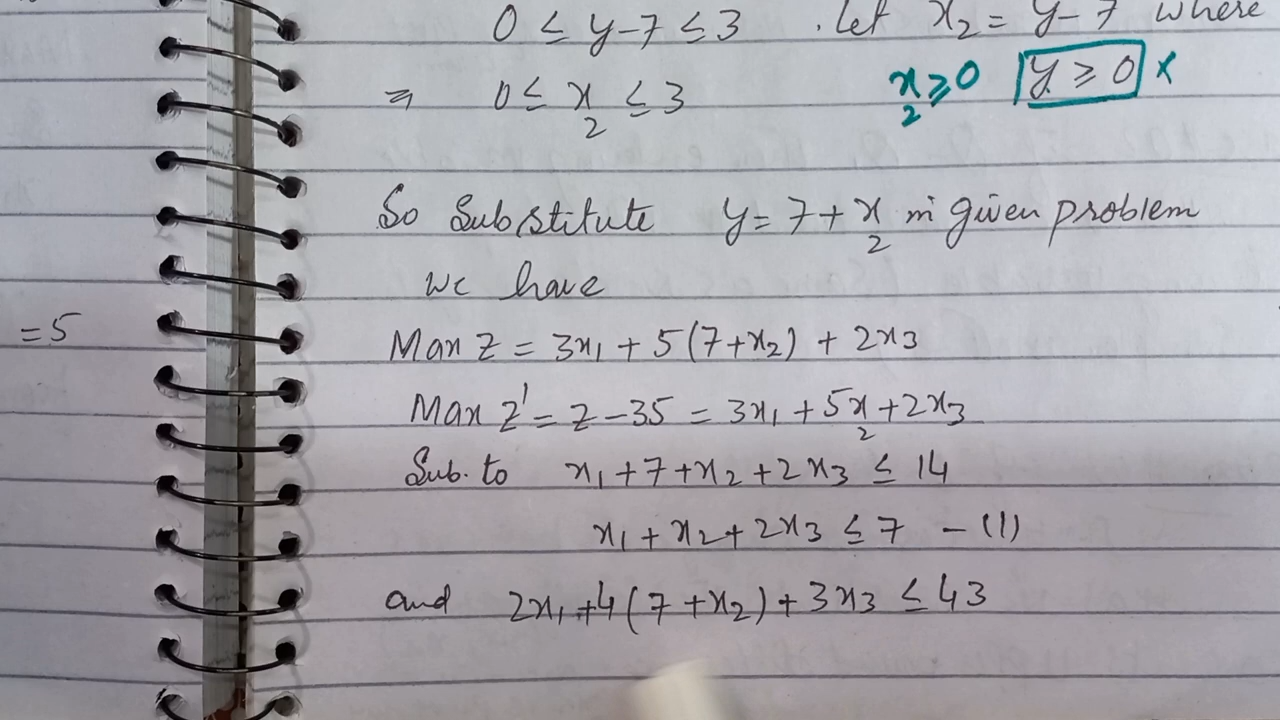 0 ≤ y-7 ≤ 3 . Let x₂ = y-7 where
⇒ 0 ≤ x₂ ≤ 3 x₂ ≥ 0 y ≥ 0 ×
So Substitute y = 7 + x₂ in given problem
we have
= 5
Max Z = 3x₁ + 5(7+x₂) + 2x₃
Max Z' = Z - 35 = 3x₁ + 5x₂ + 2x₃
Sub. to x₁ + 7 + x₂ + 2x₃ ≤ 14
x₁ + x₂ + 2x₃ ≤ 7 - (1)
and 2x₁ + 4(7 + x₂) + 3x₃ ≤ 43